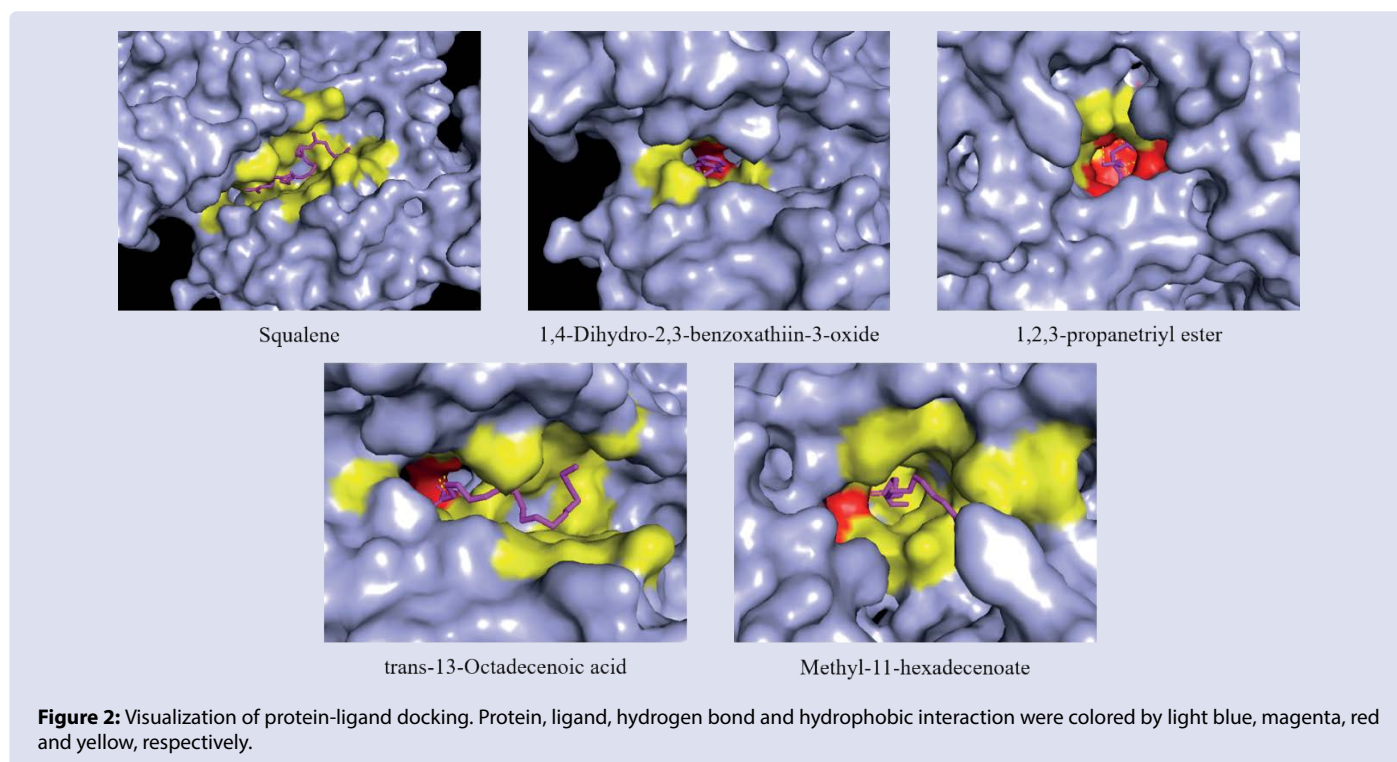 Squalene
1,4-Dihydro-2,3-benzoxathiin-3-oxide
1,2,3-propanetriyl ester
trans-13-Octadecenoic acid
Methyl-11-hexadecenoate
Figure 2: Visualization of protein-ligand docking. Protein, ligand, hydrogen bond and hydrophobic interaction were colored by light blue, magenta, red
and yellow, respectively.